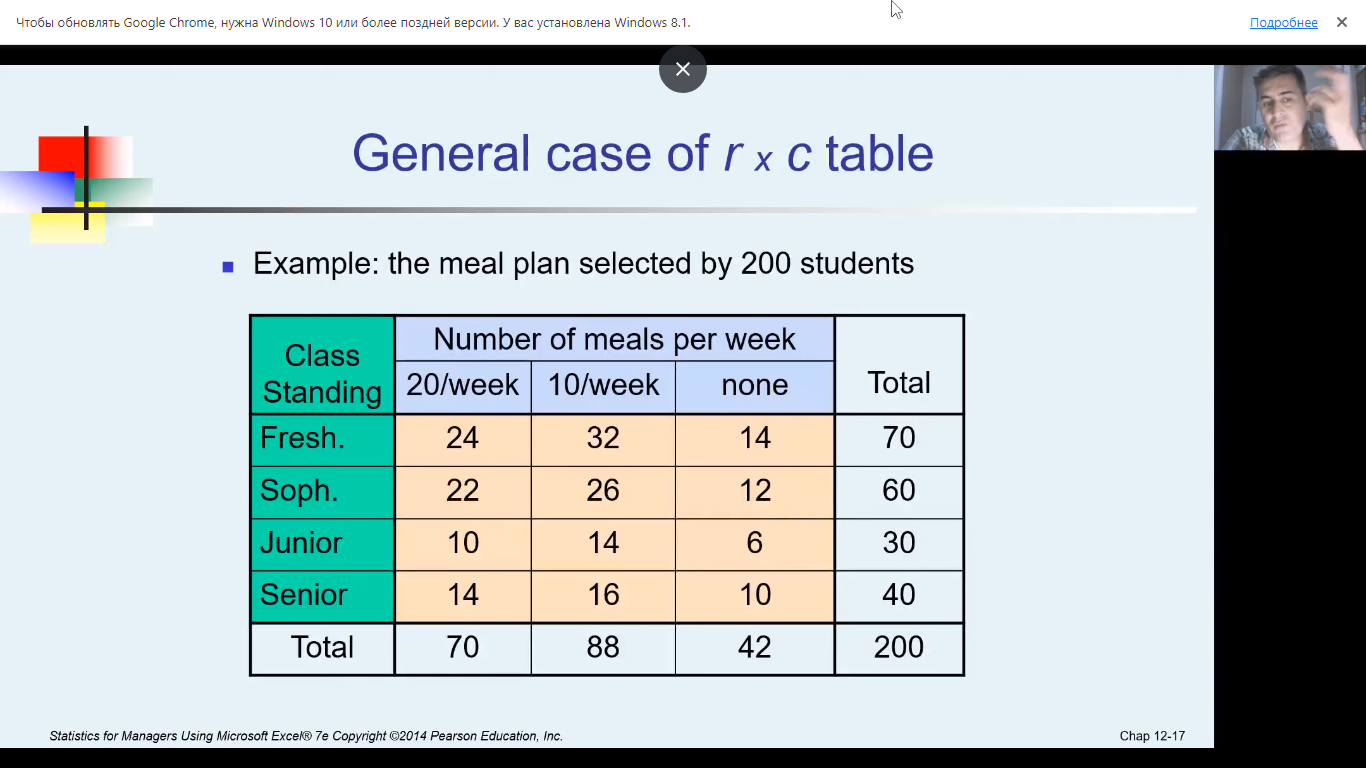 Чтобы обновлять Google Chrome, нужна Windows 10 или более поздней версии. У вас установлена Windows 8.1.
Подробнее
General case of r x c table
Example: the meal plan selected by 200 students
Class Standing
Number of meals per week
Total
20/week 10/week none
Fresh. 24 32 14 70
Soph. 22 26 12 60
Junior 10 14 6 30
Senior 14 16 10 40
Total 70 88 42 200
Statistics for Managers Using Microsoft Excel® 7e Copyright ©2014 Pearson Education, Inc.
Chap 12-17